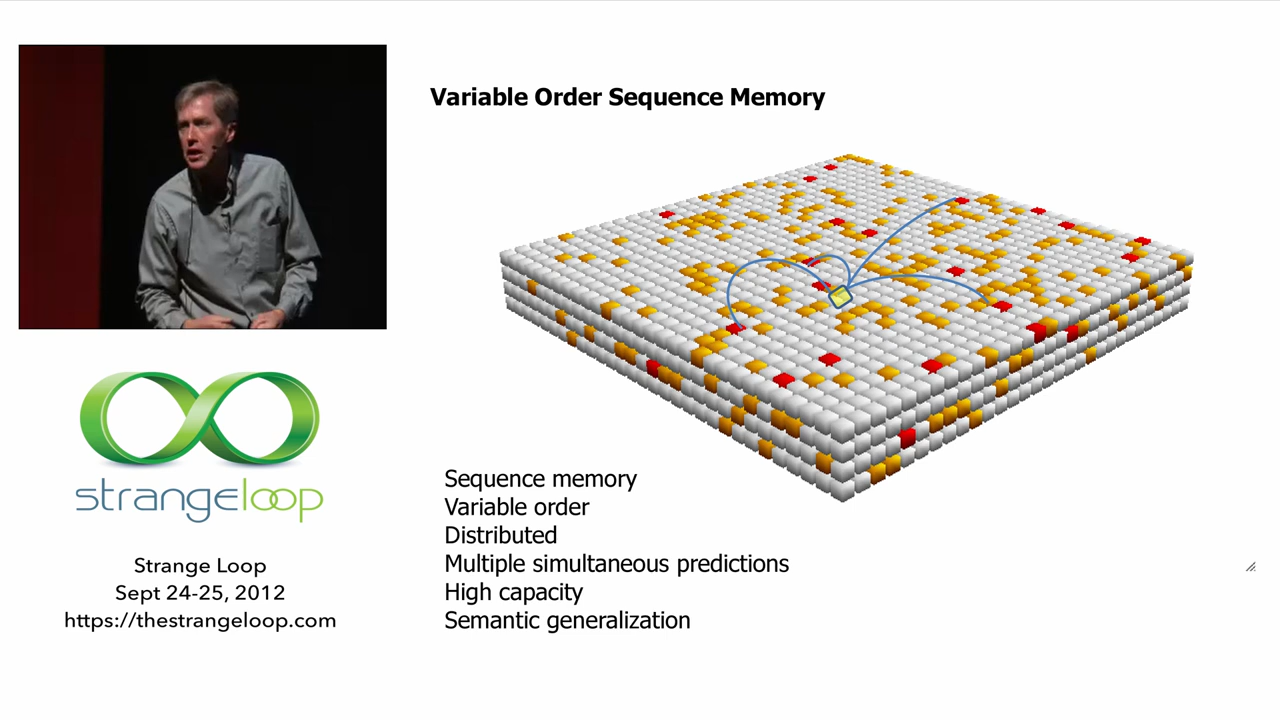 Variable Order Sequence Memory
strangeloop
Strange Loop
Sept 24-25, 2012
https://thestrangeloop.com
Sequence memory
Variable order
Distributed
Multiple simultaneous predictions
High capacity
Semantic generalization